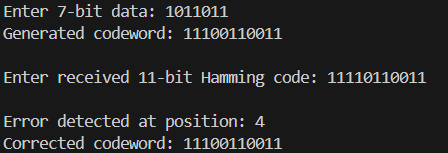 Enter 7-bit data: 1011011
Generated codeword: 11100110011
Enter received 11-bit Hamming code: 11110110011
Error detected at position: 4
Corrected codeword: 11100110011